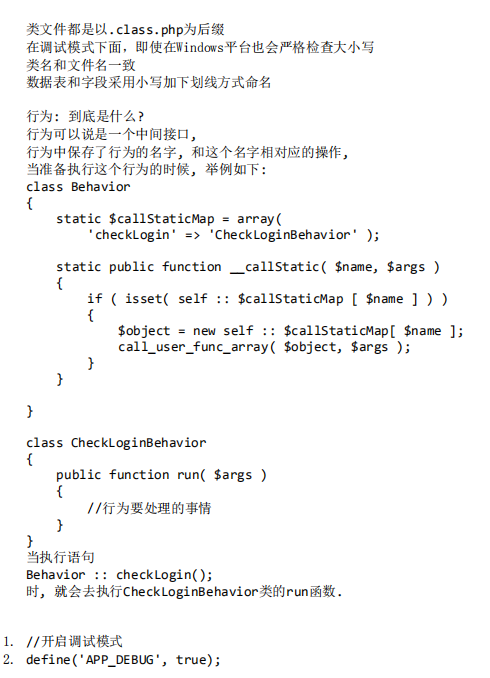 类文件都是以.class.php为后缀
在调试模式下面，即使在Windows平台也会严格检查大小写
类名和文件名一致
数据表和字段采用小写加下划线方式命名
行为: 到底是什么?
行为可以说是一个中间接口,
行为中保存了行为的名字, 和这个名字相对应的操作,
当准备执行这个行为的时候, 举例如下:
class Behavior
{
    static $callStaticMap = array(
        'checkLogin' => 'CheckLoginBehavior' );
    static public function __callStatic( $name, $args )
    {
        if ( isset( self :: $callStaticMap [ $name ] ) )
        {
            $object = new self :: $callStaticMap[ $name ];
            call_user_func_array( $object, $args );
        }
    }
}
class CheckLoginBehavior
{
    public function run( $args )
    {
        //行为要处理的事情
    }
}
当执行语句
Behavior :: checkLogin();
时, 就会去执行CheckLoginBehavior类的run函数.
1. //开启调试模式
2. define('APP_DEBUG', true);